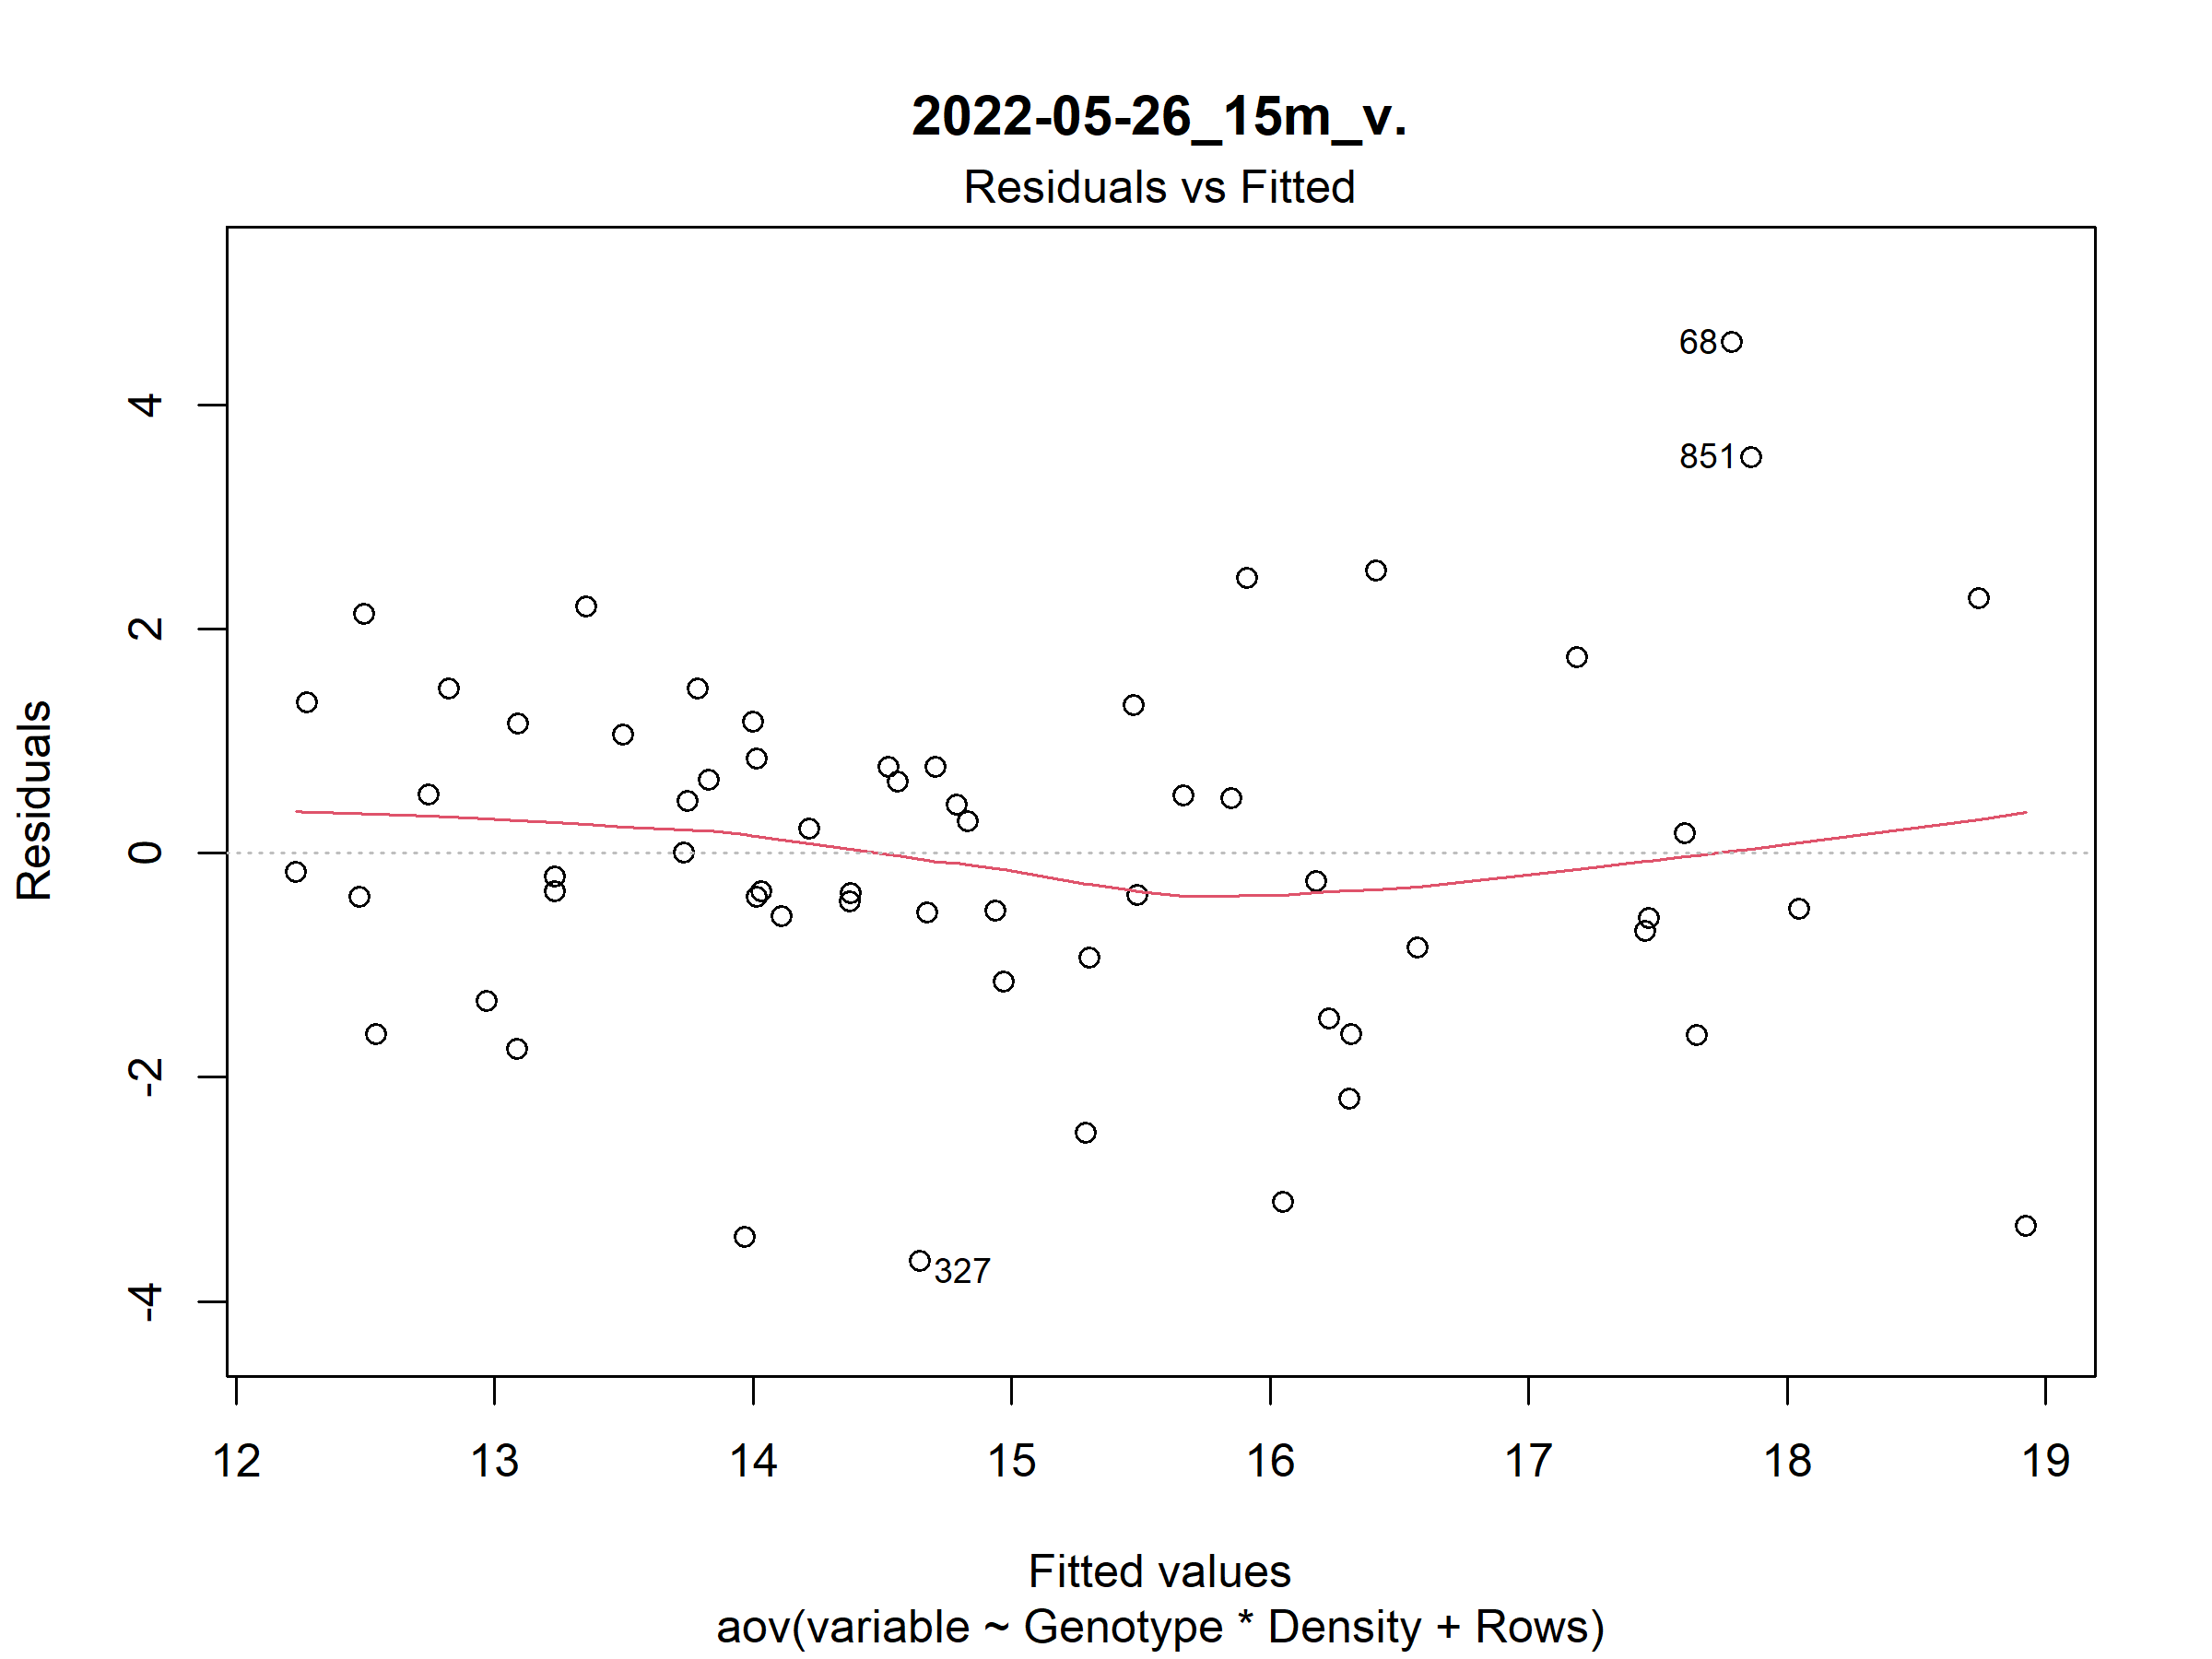 2022-05-26_15m_v.
Residuals vs Fitted
Residuals
4
2
0
-2
-4
68
851
327
12 13 14 15 16 17 18 19
Fitted values
aov(variable ~ Genotype * Density + Rows)